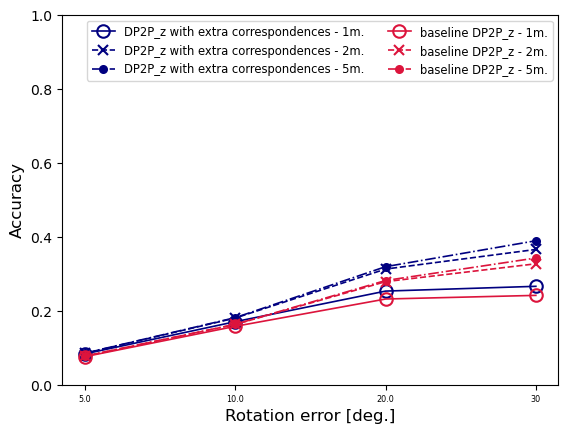 DP2P_z with extra correspondences - 1m.
DP2P_z with extra correspondences - 2m.
DP2P_z with extra correspondences - 5m.
baseline DP2P_z - 1m.
baseline DP2P_z - 2m.
baseline DP2P_z - 5m.
1.0
0.8
0.6
0.4
0.2
0.0
Accuracy
5.0
10.0
20.0
30
Rotation error [deg.]